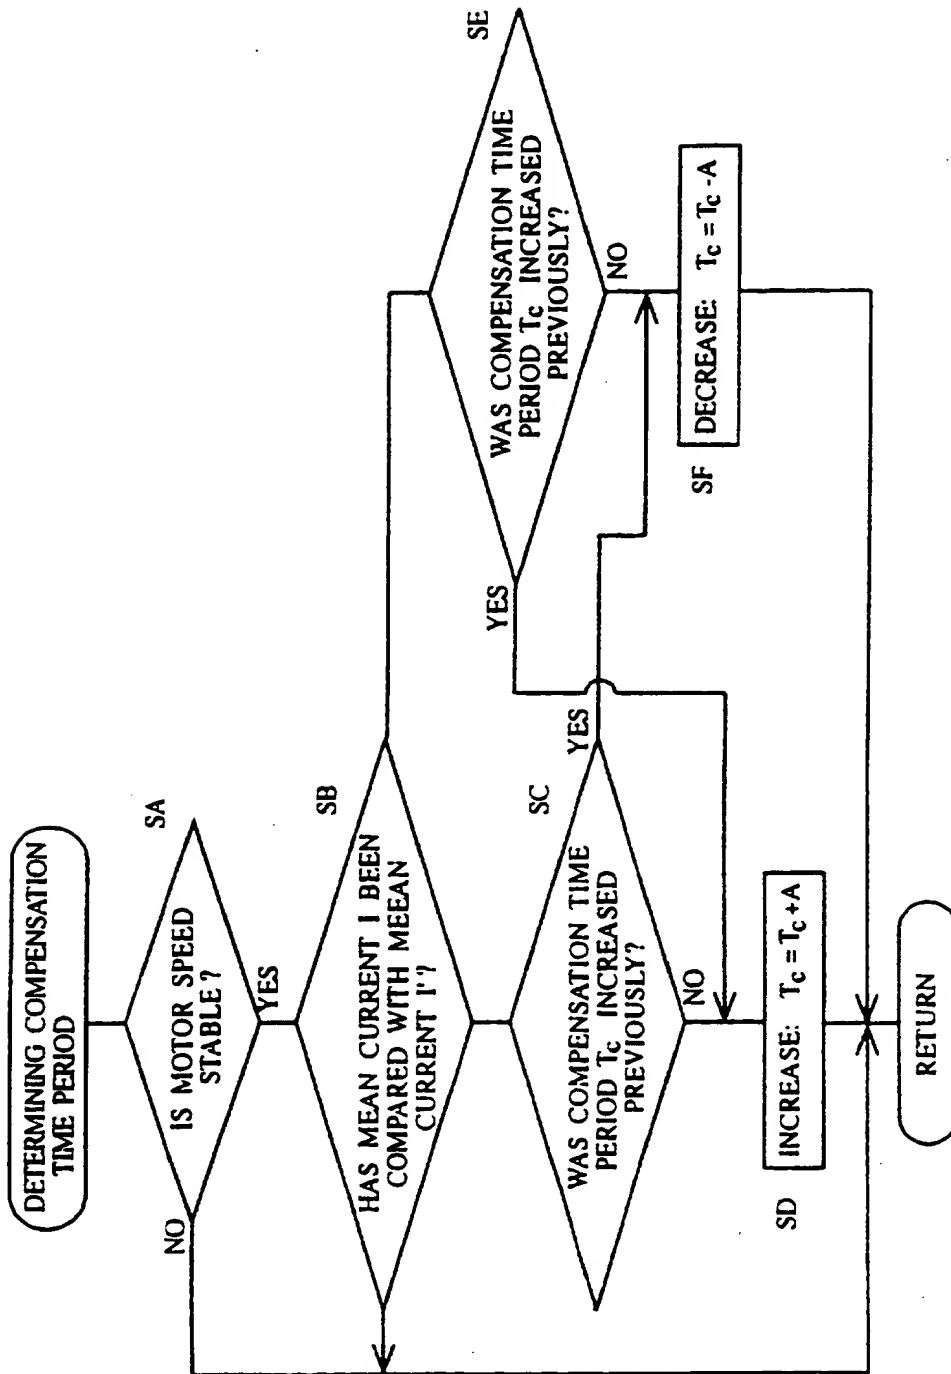 DETERMINING COMPENSATION
TIME PERIOD
SA
IS MOTOR SPEED
STABLE ?
NO
YES
SB
HAS MEAN CURRENT I BEEN
COMPARED WITH MEEAN
CURRENT I' ?
SC
WAS COMPENSATION TIME
PERIOD Tc INCREASED
PREVIOUSLY?
YES
NO
SE
WAS COMPENSATION TIME
PERIOD Tc INCREASED
PREVIOUSLY?
YES
NO
SD
INCREASE: Tc = Tc +A
SF
DECREASE: Tc = Tc -A
RETURN